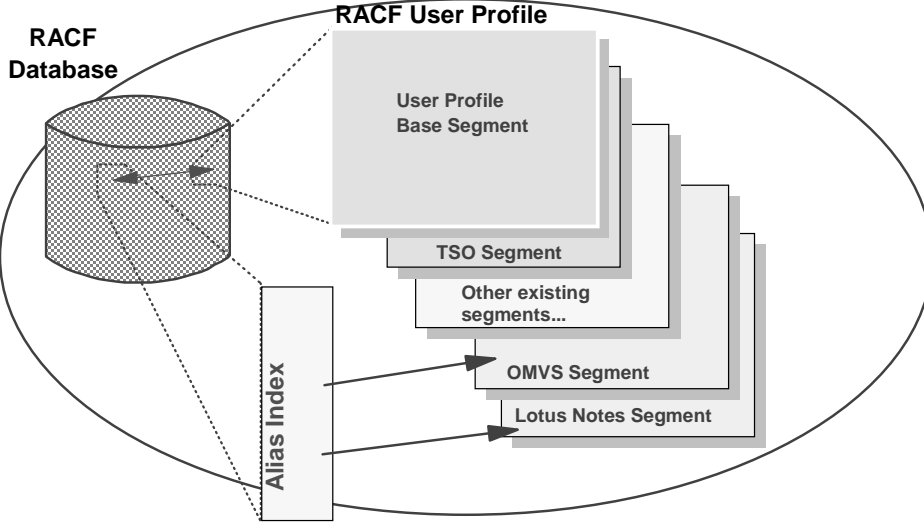 RACF User Profile
RACF
Database
User Profile
Base Segment
TSO Segment
Other existing
segments...
OMVS Segment
Lotus Notes Segment
Alias Index